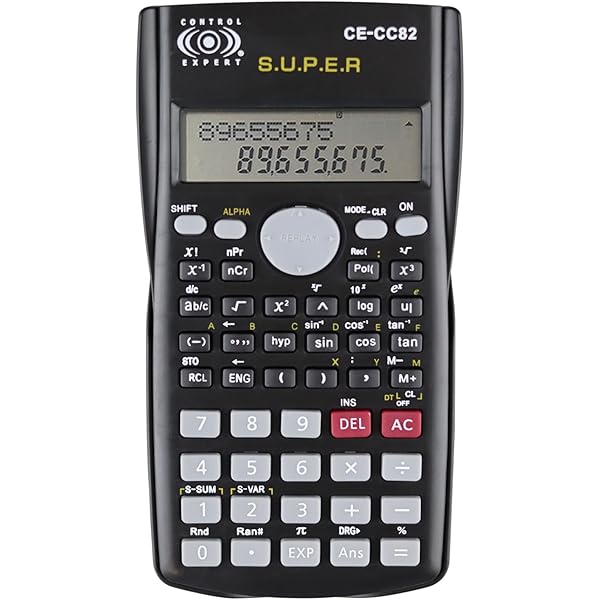 CONTROL CE-CC82
EXPERT S.U.P.E.R
89655675
89,655,675.
SHIFT ALPHA MODE CLR ON
REPLAY
x! nPr Rec( : ³√
x⁻¹ nCr Pol( x³
d/c ˣ√ 10ˣ eˣ e
ab/c √ x² ^ log u|
A ← B C sin⁻¹ D cos⁻¹ E tan⁻¹ F
(−) °,,, hyp sin cos tan
STO ← X ; Y M− M
RCL ENG ( ) , M+
INS DT CL
OFF
7 8 9 DEL AC
4 5 6 × ÷
S-SUM S-VAR
1 2 3 + −
Rnd Ran# π DRG▸ %
0 · EXP Ans =